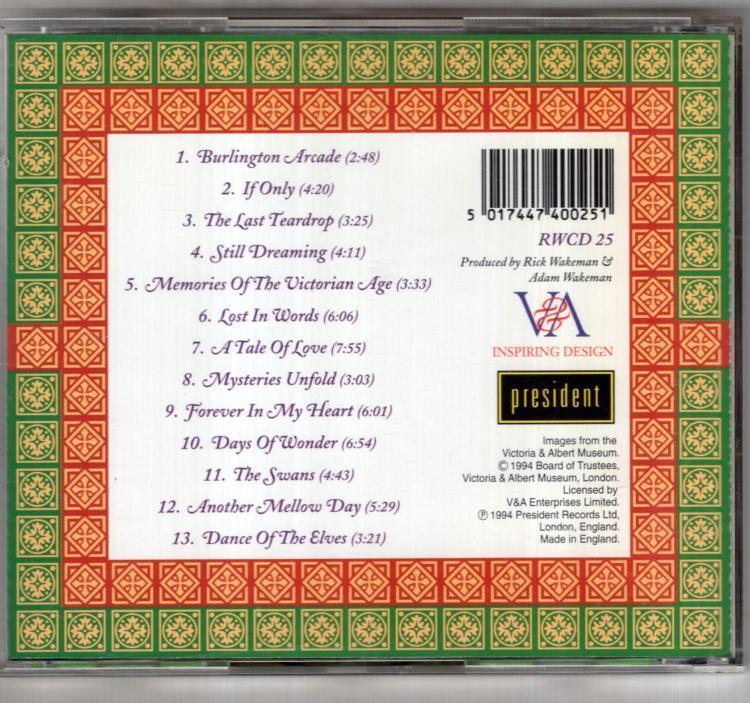 1. Burlington Arcade (2:48)
2. If Only (4:20)
3. The Last Teardrop (3:25)
4. Still Dreaming (4:11)
5. Memories Of The Victorian Age (3:33)
6. Lost In Words (6:06)
7. A Tale Of Love (7:55)
8. Mysteries Unfold (3:03)
9. Forever In My Heart (6:01)
10. Days Of Wonder (6:54)
11. The Swans (4:43)
12. Another Mellow Day (5:29)
13. Dance Of The Elves (3:21)
5 017447 400251
RWCD 25
Produced by Rick Wakeman &
Adam Wakeman
V&A
INSPIRING DESIGN
president
Images from the
Victoria & Albert Museum.
© 1994 Board of Trustees,
Victoria & Albert Museum, London.
Licensed by
V&A Enterprises Limited.
℗ 1994 President Records Ltd,
London, England.
Made in England.